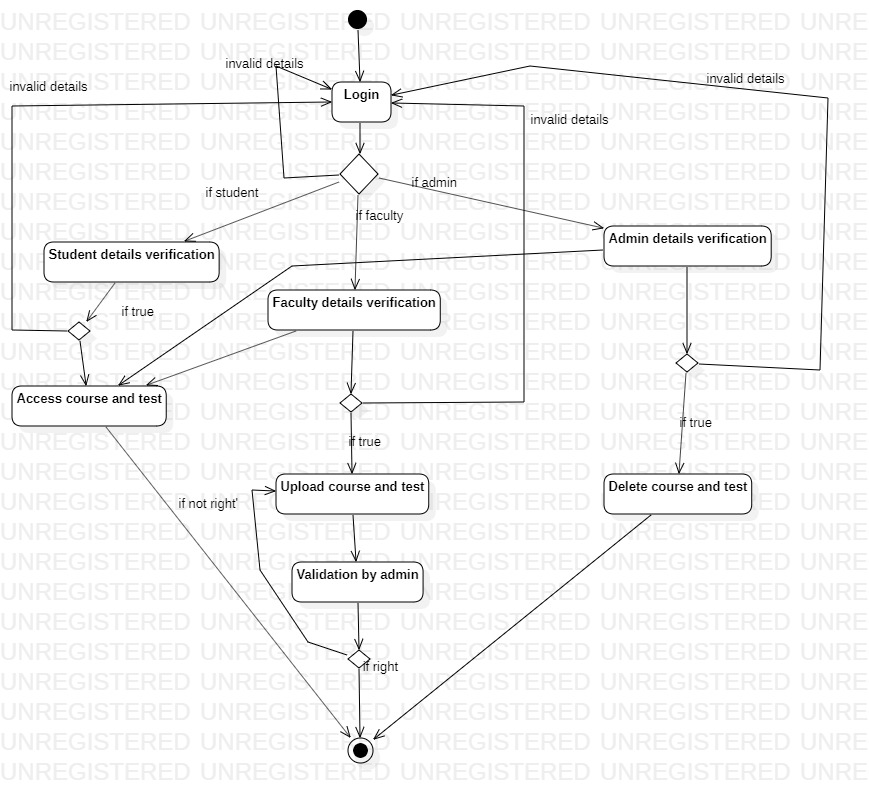 UNREGISTERED UNREGISTERED UNREGISTERED UNREGISTERED UNRE
invalid details
invalid details
invalid details
Login
invalid details
if student
if admin
if faculty
Student details verification
Admin details verification
Faculty details verification
if true
Access course and test
if true
if true
Upload course and test
Delete course and test
if not right'
Validation by admin
if right